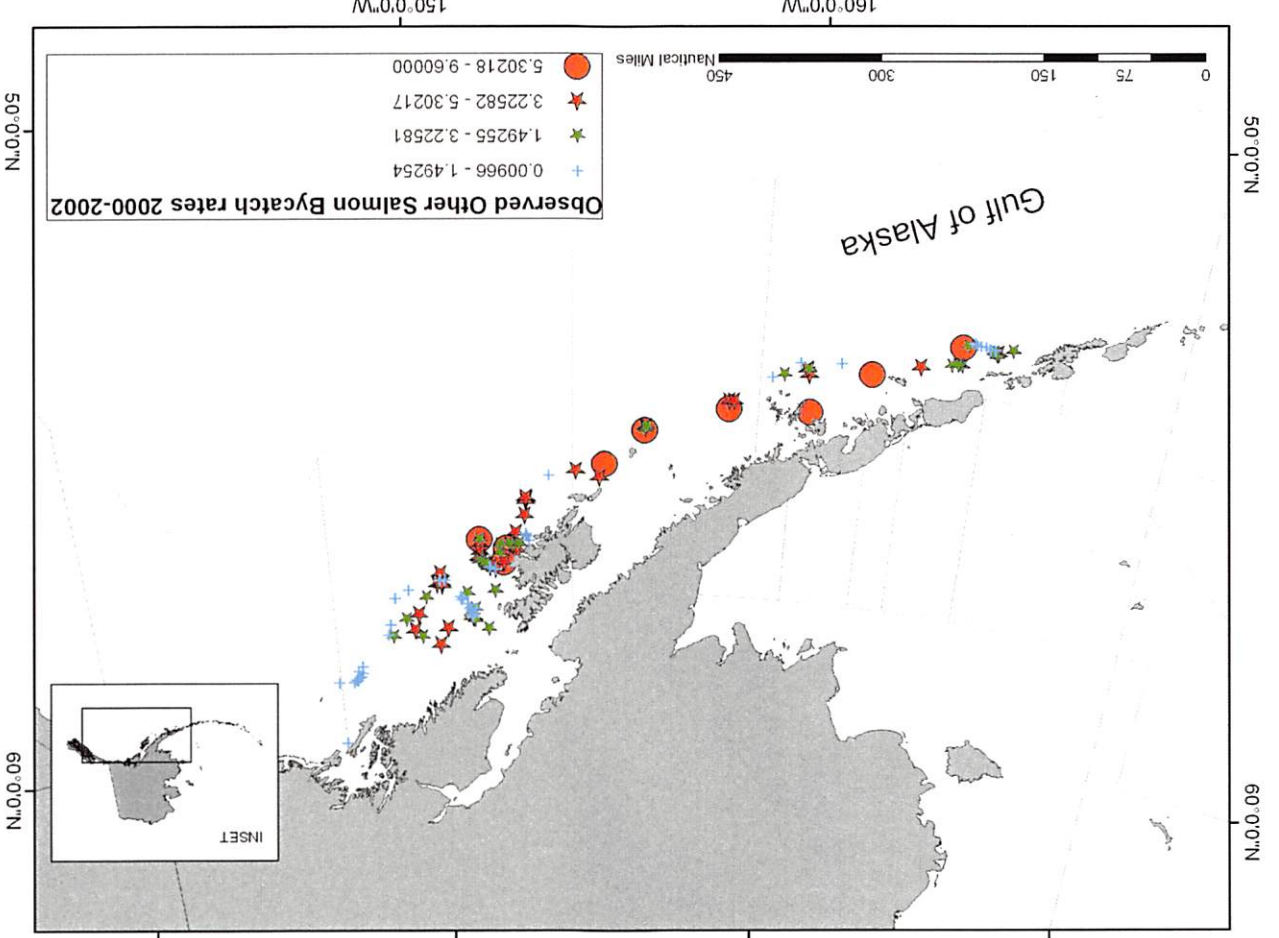 INSET
60°0'0"N
60°0'0"N
Gulf of Alaska
Observed Other Salmon Bycatch rates 2000-2002
0.00966 - 1.49254
1.49255 - 3.22581
3.22582 - 5.30217
5.30218 - 9.60000
50°0'0"N
50°0'0"N
0 75 150 300 450
Nautical Miles
160°0'0"W
150°0'0"W